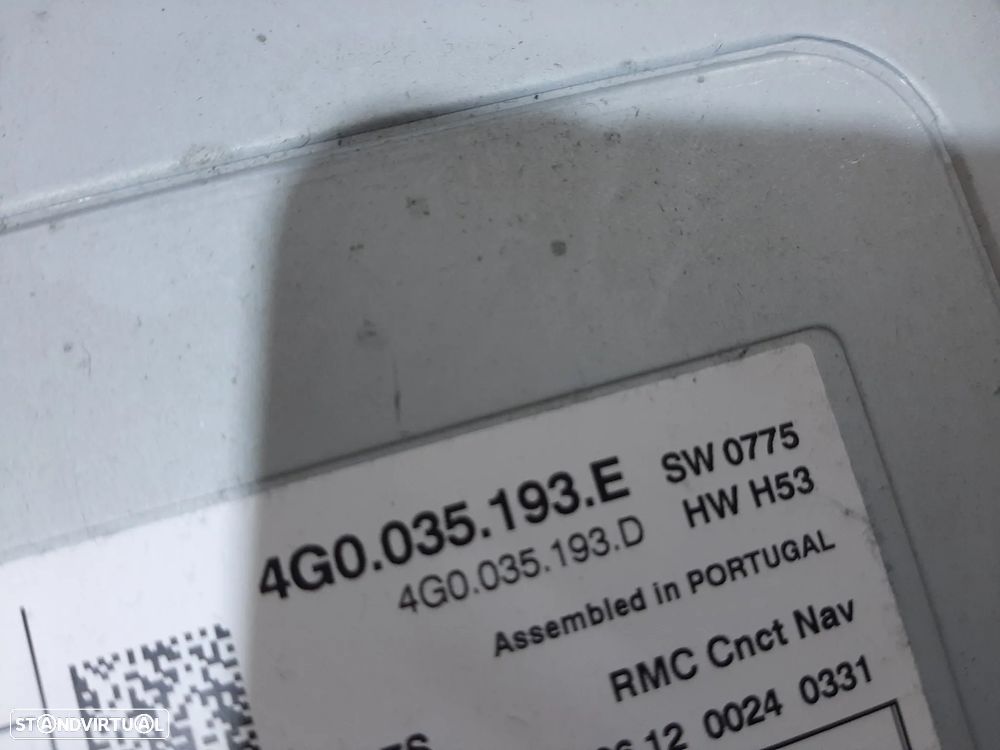 4G0.035.193.E SW 0775
4G0.035.193.D HW H53
Assembled in PORTUGAL
RMC Cnct Nav
12 0024 0331
STANDVIRTUAL